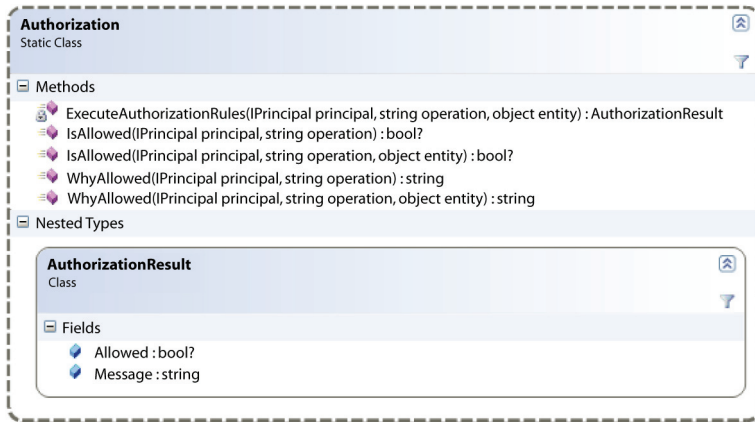 Authorization
Static Class
Methods
ExecuteAuthorizationRules(IPrincipal principal, string operation, object entity) : AuthorizationResult
IsAllowed(IPrincipal principal, string operation) : bool?
IsAllowed(IPrincipal principal, string operation, object entity) : bool?
WhyAllowed(IPrincipal principal, string operation) : string
WhyAllowed(IPrincipal principal, string operation, object entity) : string
Nested Types
AuthorizationResult
Class
Fields
Allowed : bool?
Message : string